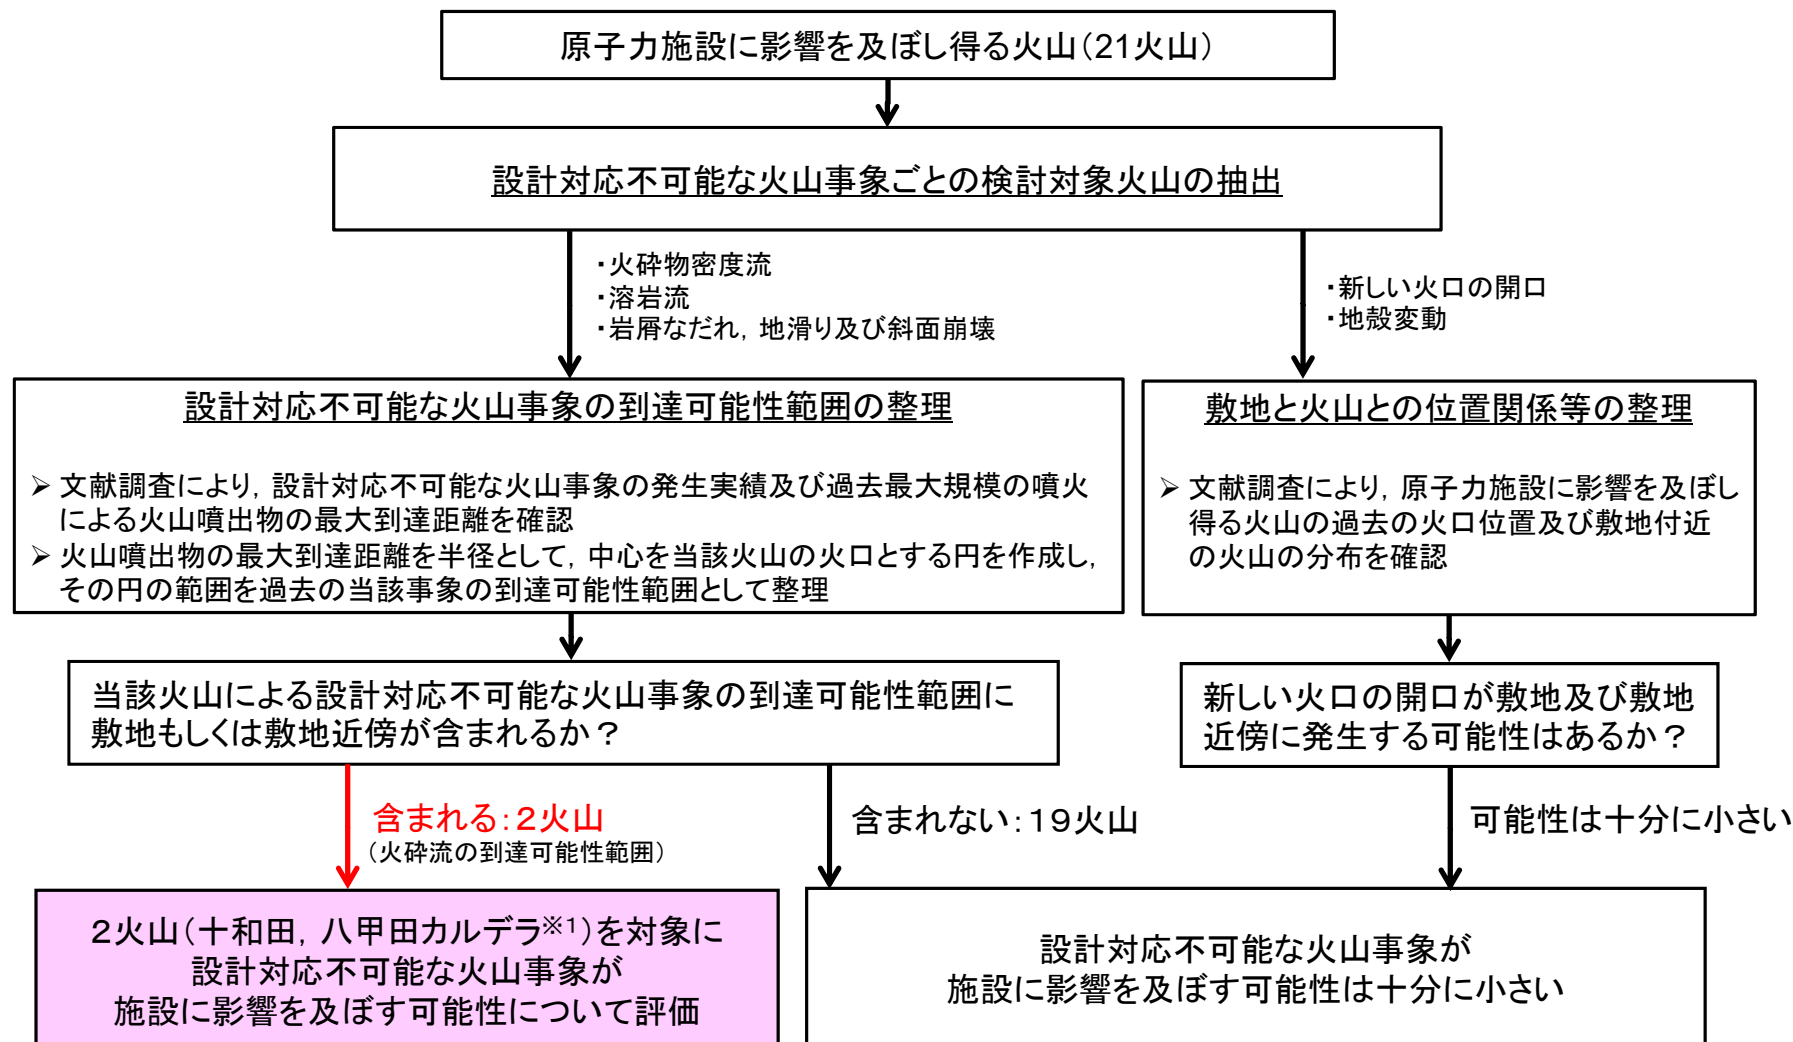 原子力施設に影響を及ぼし得る火山(21火山)
設計対応不可能な火山事象ごとの検討対象火山の抽出
・火砕物密度流
・溶岩流
・岩屑なだれ，地滑り及び斜面崩壊
・新しい火口の開口
・地殻変動
設計対応不可能な火山事象の到達可能性範囲の整理
➢ 文献調査により，設計対応不可能な火山事象の発生実績及び過去最大規模の噴火
による火山噴出物の最大到達距離を確認
➢ 火山噴出物の最大到達距離を半径として，中心を当該火山の火口とする円を作成し，
その円の範囲を過去の当該事象の到達可能性範囲として整理
敷地と火山との位置関係等の整理
➢ 文献調査により，原子力施設に影響を及ぼし
得る火山の過去の火口位置及び敷地付近
の火山の分布を確認
当該火山による設計対応不可能な火山事象の到達可能性範囲に
敷地もしくは敷地近傍が含まれるか？
新しい火口の開口が敷地及び敷地
近傍に発生する可能性はあるか？
含まれる：２火山
（火砕流の到達可能性範囲）
含まれない：１９火山
可能性は十分に小さい
２火山（十和田，八甲田カルデラ※1）を対象に
設計対応不可能な火山事象が
施設に影響を及ぼす可能性について評価
設計対応不可能な火山事象が
施設に影響を及ぼす可能性は十分に小さい